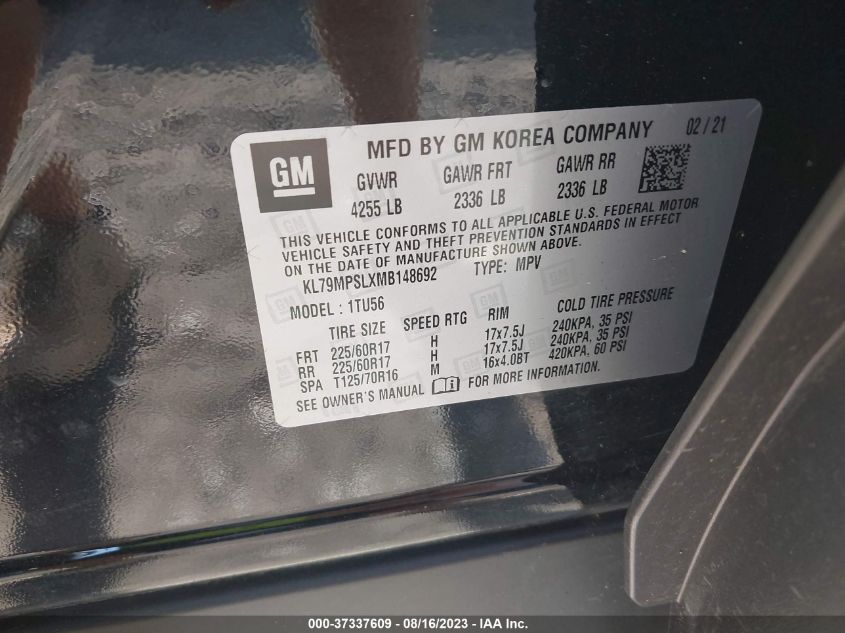 GM
MFD BY GM KOREA COMPANY 02 / 21
GVWR GAWR FRT GAWR RR
4255 LB 2336 LB 2336 LB
THIS VEHICLE CONFORMS TO ALL APPLICABLE U.S. FEDERAL MOTOR
VEHICLE SAFETY AND THEFT PREVENTION STANDARDS IN EFFECT
ON THE DATE OF MANUFACTURE SHOWN ABOVE.
KL79MPSLXMB148692 TYPE: MPV
MODEL : 1TU56
TIRE SIZE SPEED RTG RIM COLD TIRE PRESSURE
FRT 225/60R17 H 17x7.5J 240KPA, 35 PSI
RR 225/60R17 H 17x7.5J 240KPA, 35 PSI
SPA T125/70R16 M 16x4.0BT 420KPA, 60 PSI
SEE OWNER'S MANUAL FOR MORE INFORMATION.
000-37337609 - 08/16/2023 - IAA Inc.